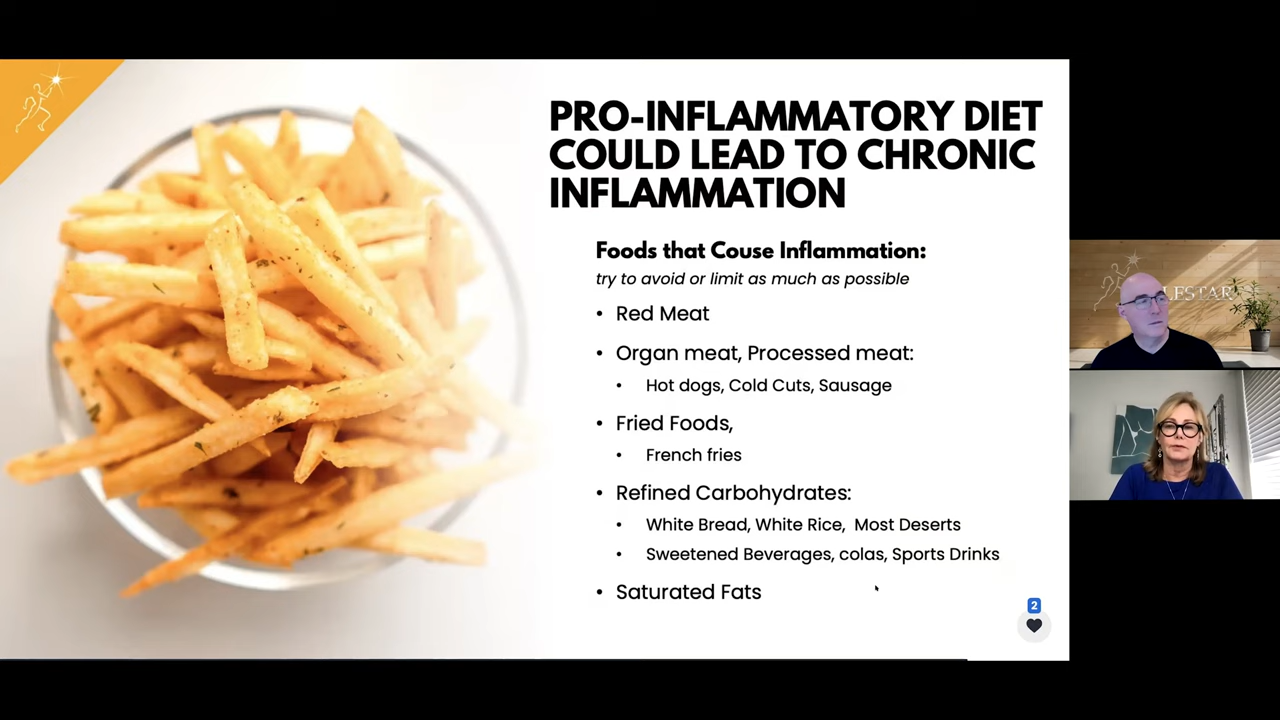 PRO-INFLAMMATORY DIET
COULD LEAD TO CHRONIC
INFLAMMATION
Foods that Couse Inflammation:
try to avoid or limit as much as possible
• Red Meat
• Organ meat, Processed meat:
• Hot dogs, Cold Cuts, Sausage
• Fried Foods,
• French fries
• Refined Carbohydrates:
• White Bread, White Rice, Most Deserts
• Sweetened Beverages, colas, Sports Drinks
• Saturated Fats
2
LESTAR